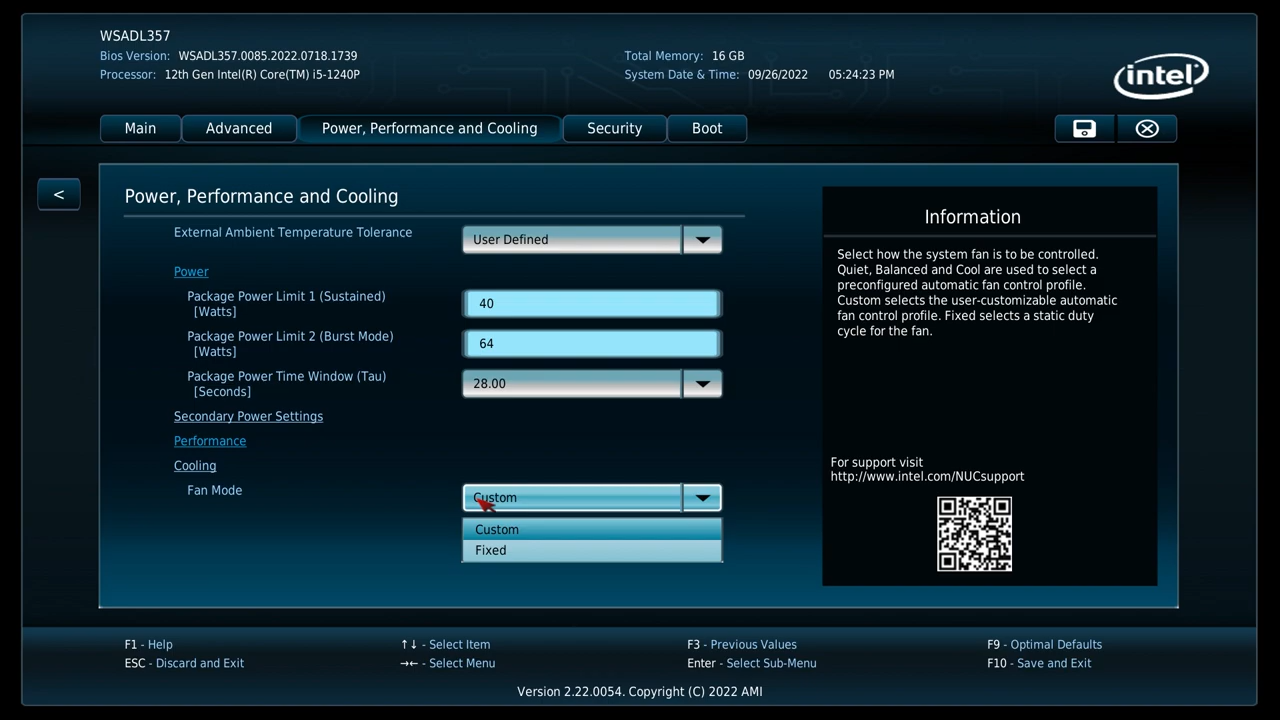 WSADL357
Bios Version: WSADL357.0085.2022.0718.1739
Total Memory: 16 GB
Processor: 12th Gen Intel(R) Core(TM) i5-1240P
System Date & Time: 09/26/2022 05:24:23 PM
intel
Main
Advanced
Power, Performance and Cooling
Security
Boot
<
Power, Performance and Cooling
External Ambient Temperature Tolerance
User Defined
Power
Package Power Limit 1 (Sustained)
[Watts]
40
Package Power Limit 2 (Burst Mode)
[Watts]
64
Package Power Time Window (Tau)
[Seconds]
28.00
Secondary Power Settings
Performance
Cooling
Fan Mode
Custom
Custom
Fixed
Information
Select how the system fan is to be controlled.
Quiet, Balanced and Cool are used to select a
preconfigured automatic fan control profile.
Custom selects the user-customizable automatic
fan control profile. Fixed selects a static duty
cycle for the fan.
For support visit
http://www.intel.com/NUCsupport
F1 - Help
↑↓ - Select Item
F3 - Previous Values
F9 - Optimal Defaults
ESC - Discard and Exit
→← - Select Menu
Enter - Select Sub-Menu
F10 - Save and Exit
Version 2.22.0054. Copyright (C) 2022 AMI